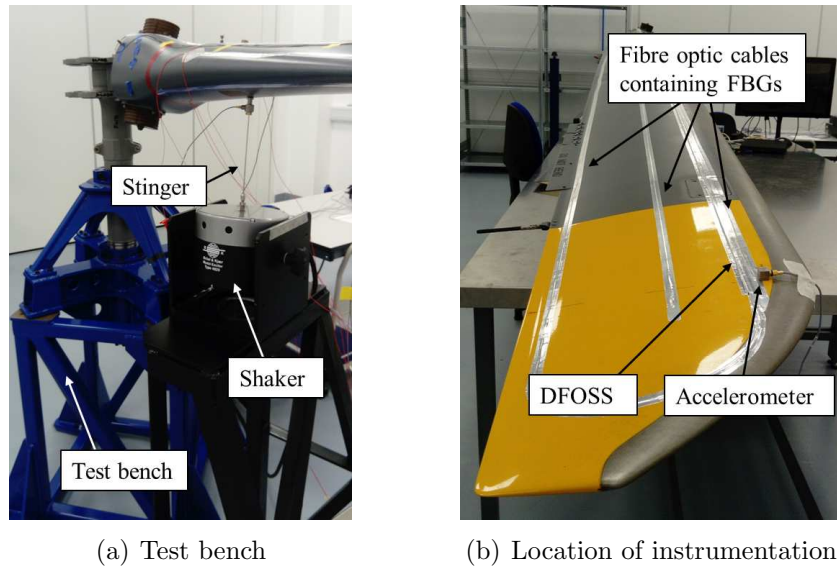 Stinger
Shaker
Test bench
(a) Test bench
Fibre optic cables
containing FBGs
DFOSS
Accelerometer
(b) Location of instrumentation